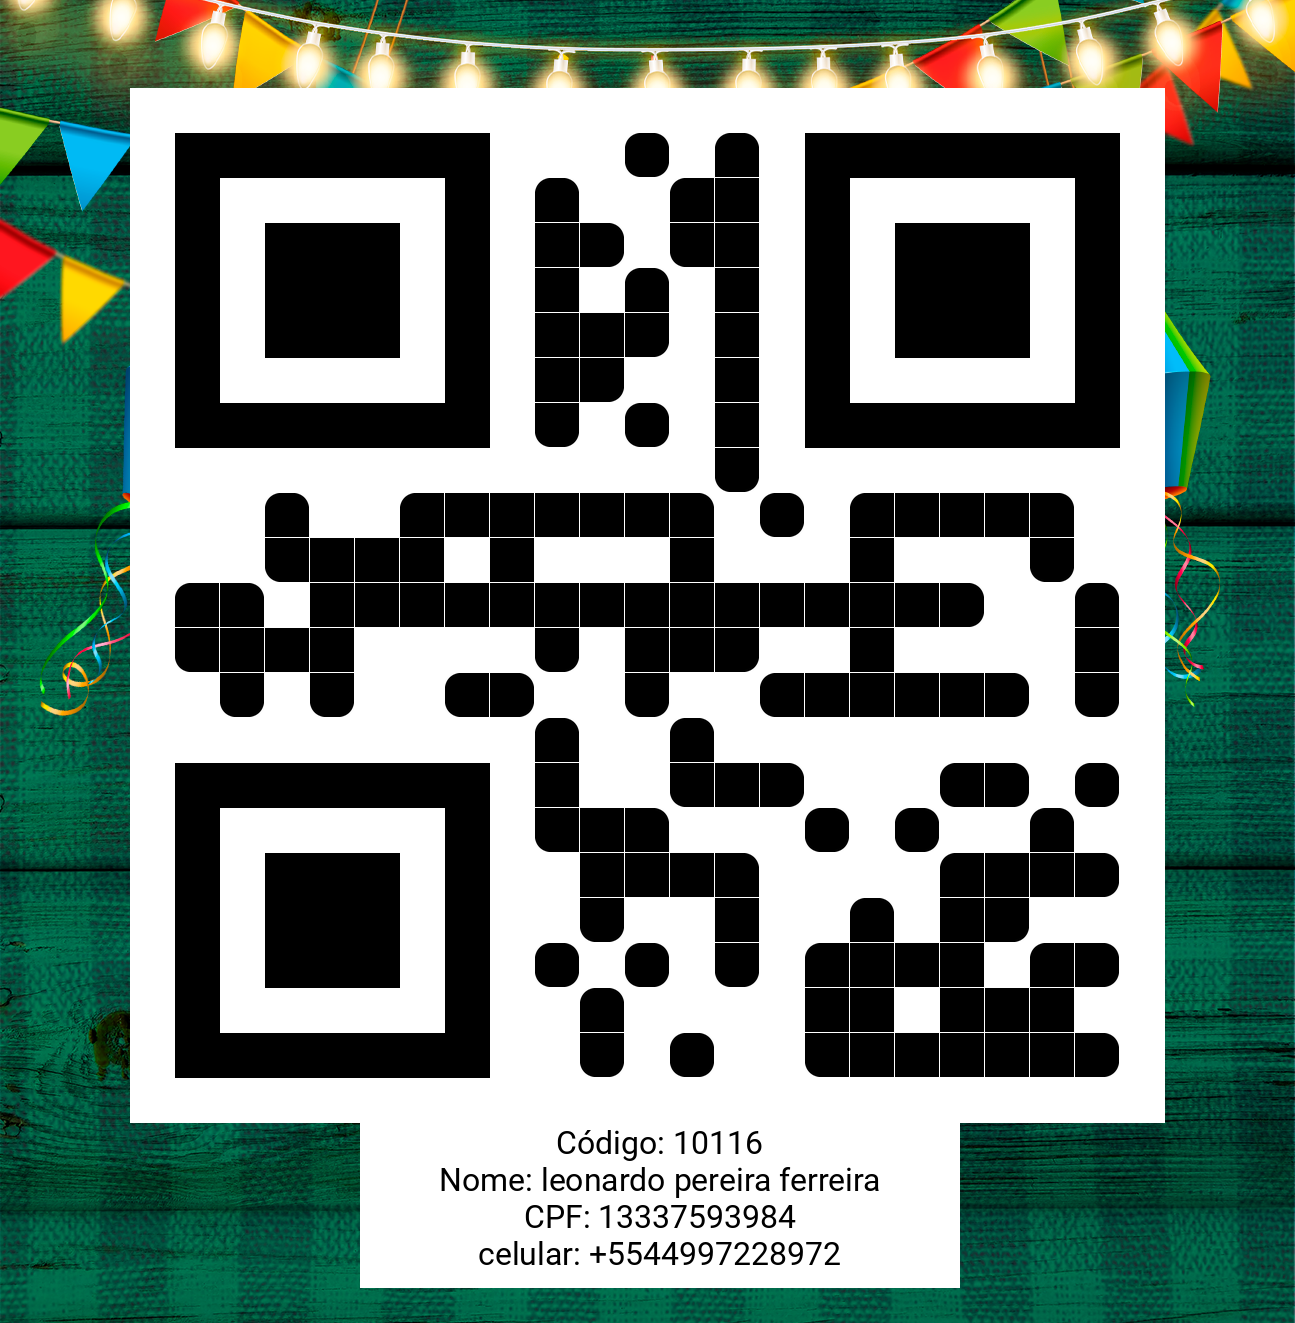 Código: 10116
Nome: leonardo pereira ferreira
CPF: 13337593984
celular: +5544997228972